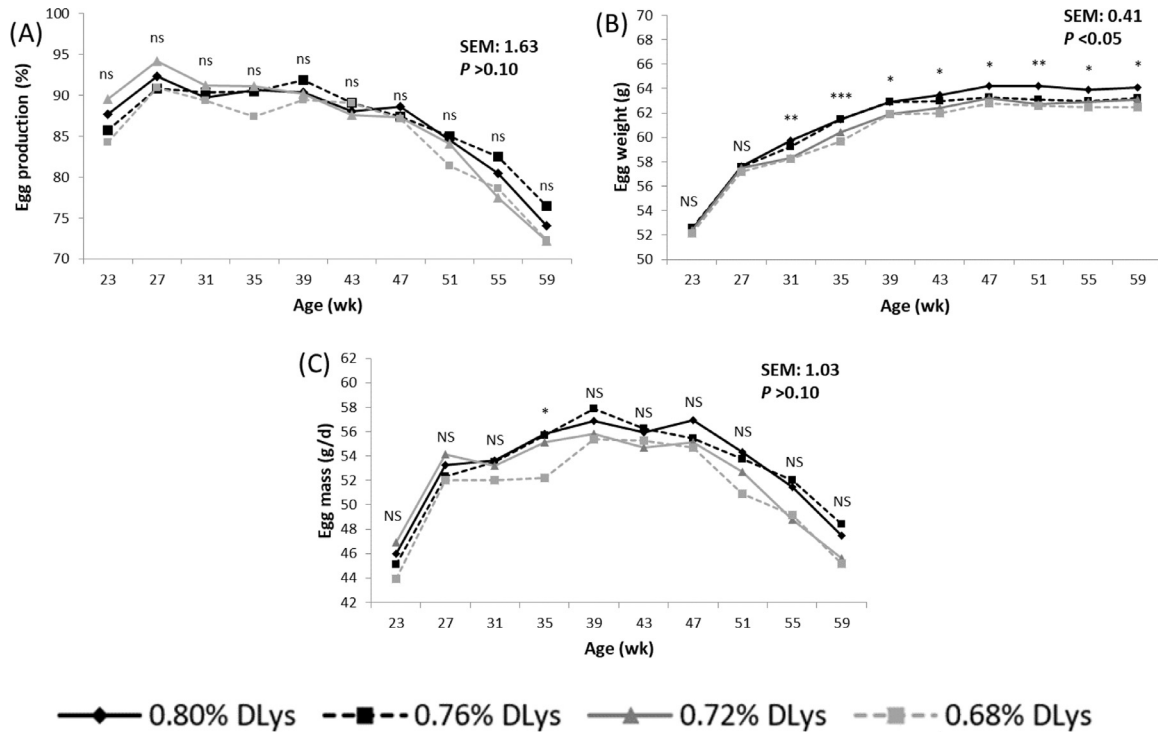 (A)
Egg production (%)
100
95
90
85
80
75
70
ns ns ns ns ns ns ns ns ns ns
SEM: 1.63
P >0.10
23 27 31 35 39 43 47 51 55 59
Age (wk)
(B)
Egg weight (g)
70
68
66
64
62
60
58
56
54
52
50
NS NS ** *** * * * ** * *
SEM: 0.41
P <0.05
23 27 31 35 39 43 47 51 55 59
Age (wk)
(C)
Egg mass (g/d)
62
60
58
56
54
52
50
48
46
44
42
NS NS NS * NS NS NS NS NS NS
SEM: 1.03
P >0.10
23 27 31 35 39 43 47 51 55 59
Age (wk)
0.80% DLys 0.76% DLys 0.72% DLys 0.68% DLys